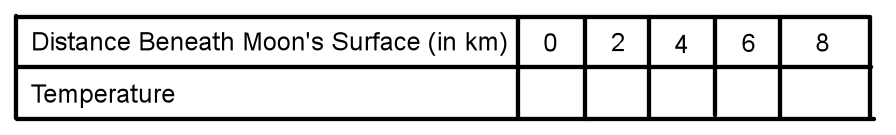 Distance Beneath Moon's Surface (in km) 0 2 4 6 8
Temperature